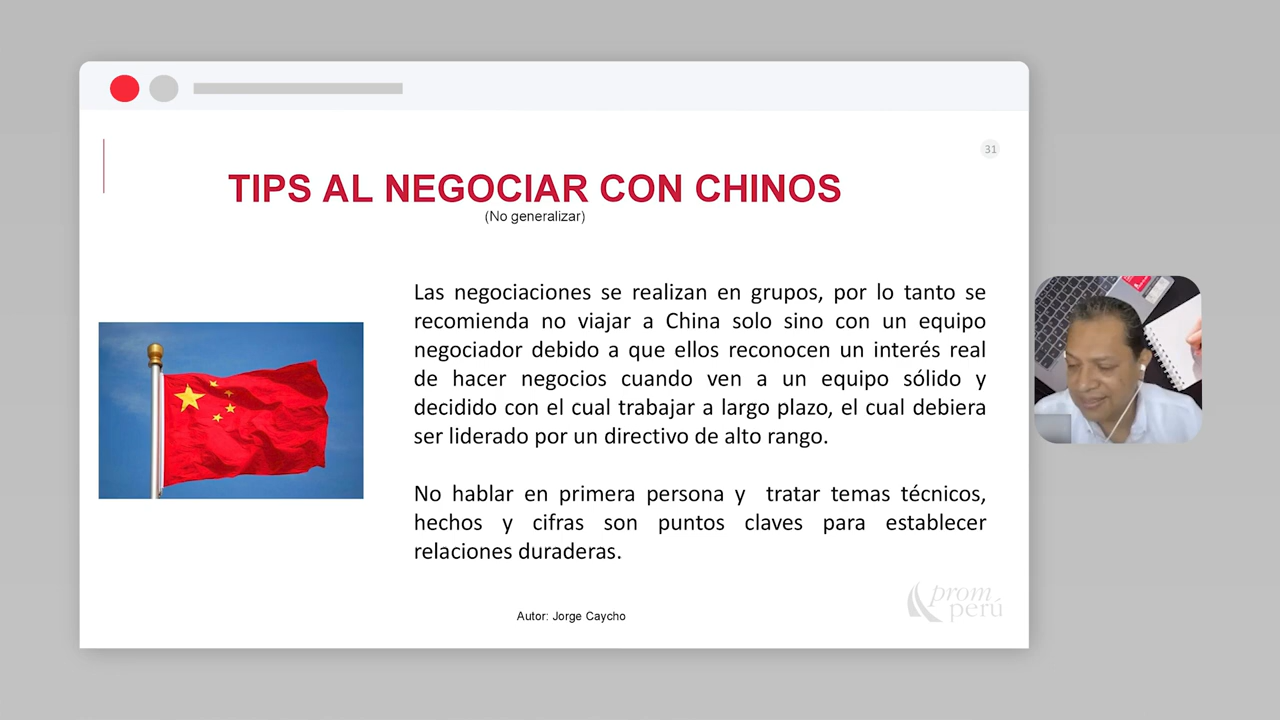 31
TIPS AL NEGOCIAR CON CHINOS
(No generalizar)
Las negociaciones se realizan en grupos, por lo tanto se
recomienda no viajar a China solo sino con un equipo
negociador debido a que ellos reconocen un interés real
de hacer negocios cuando ven a un equipo sólido y
decidido con el cual trabajar a largo plazo, el cual debiera
ser liderado por un directivo de alto rango.
No hablar en primera persona y tratar temas técnicos,
hechos y cifras son puntos claves para establecer
relaciones duraderas.
Autor: Jorge Caycho
prom
perú